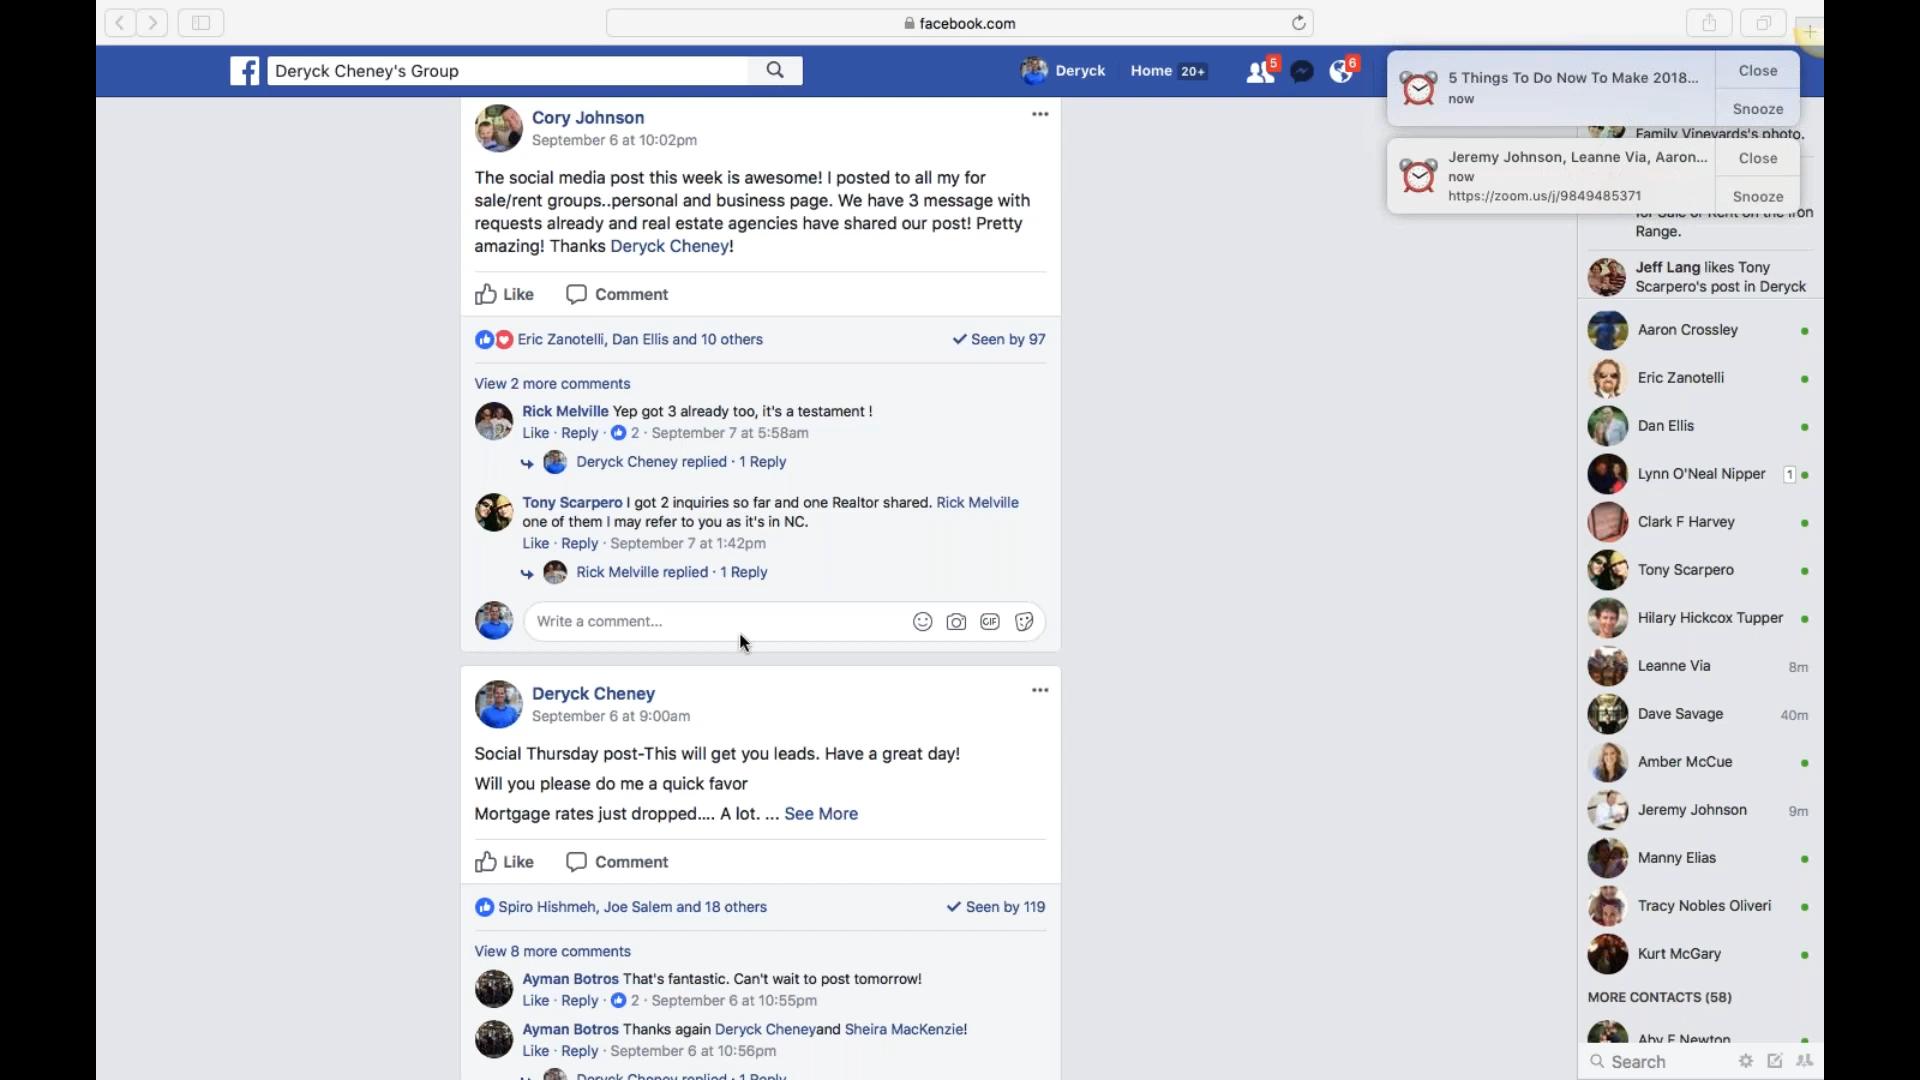 facebook.com
Deryck Cheney's Group
Deryck
Home 20+
5
6
5 Things To Do Now To Make 2018...
now
Close
Snooze
Jeremy Johnson, Leanne Via, Aaron...
now
https://zoom.us/j/9849485371
Close
Snooze
Cory Johnson
September 6 at 10:02pm
The social media post this week is awesome! I posted to all my for
sale/rent groups..personal and business page. We have 3 message with
requests already and real estate agencies have shared our post! Pretty
amazing! Thanks Deryck Cheney!
Like Comment
Eric Zanotelli, Dan Ellis and 10 others
Seen by 97
View 2 more comments
Rick Melville Yep got 3 already too, it's a testament !
Like · Reply · 2 · September 7 at 5:58am
Deryck Cheney replied · 1 Reply
Tony Scarpero I got 2 inquiries so far and one Realtor shared. Rick Melville
one of them I may refer to you as it's in NC.
Like · Reply · September 7 at 1:42pm
Rick Melville replied · 1 Reply
Write a comment...
GIF
Deryck Cheney
September 6 at 9:00am
Social Thursday post-This will get you leads. Have a great day!
Will you please do me a quick favor
Mortgage rates just dropped.... A lot. ... See More
Like Comment
Spiro Hishmeh, Joe Salem and 18 others
Seen by 119
View 8 more comments
Ayman Botros That's fantastic. Can't wait to post tomorrow!
Like · Reply · 2 · September 6 at 10:55pm
Ayman Botros Thanks again Deryck Cheneyand Sheira MacKenzie!
Like · Reply · September 6 at 10:56pm
Deryck Cheney replied · 1 Reply
Family Vineyards's photo.
for Sale or Rent on the Iron
Range.
Jeff Lang likes Tony
Scarpero's post in Deryck
Aaron Crossley
Eric Zanotelli
Dan Ellis
Lynn O'Neal Nipper 1
Clark F Harvey
Tony Scarpero
Hilary Hickcox Tupper
Leanne Via 8m
Dave Savage 40m
Amber McCue
Jeremy Johnson 9m
Manny Elias
Tracy Nobles Oliveri
Kurt McGary
MORE CONTACTS (58)
Aby E Newton
Search